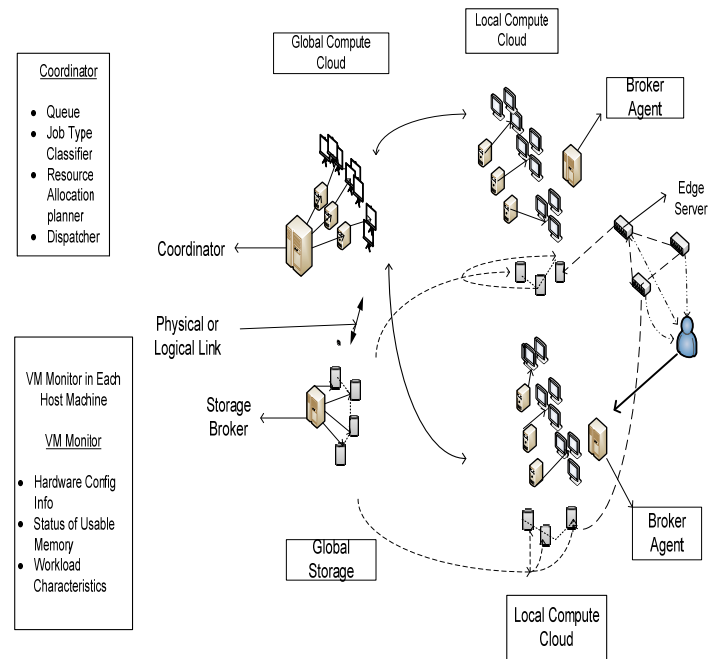 Coordinator
• Queue
• Job Type
Classifier
• Resource
Allocation
planner
• Dispatcher
VM Monitor in Each
Host Machine
VM Monitor
• Hardware Config
Info
• Status of Usable
Memory
• Workload
Characteristics
Global Compute
Cloud
Local Compute
Cloud
Broker
Agent
Edge
Server
Coordinator
Physical or
Logical Link
Storage
Broker
Global
Storage
Broker
Agent
Local Compute
Cloud